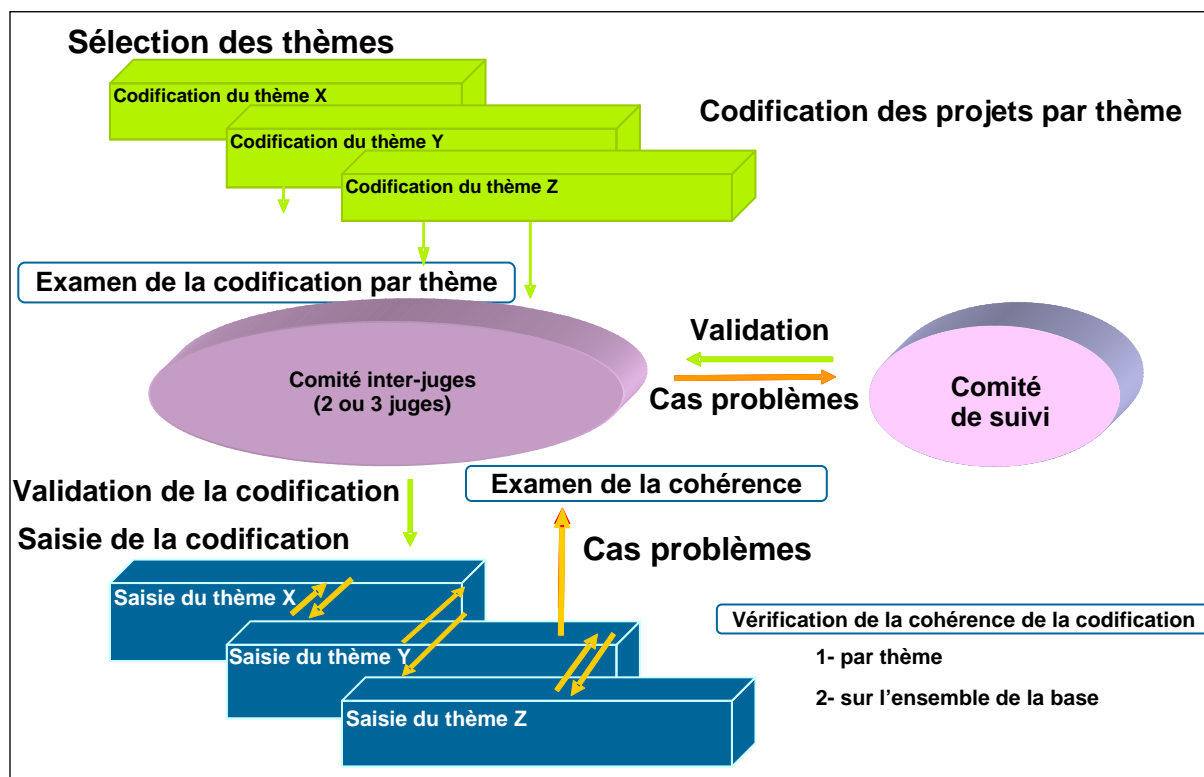 Sélection des thèmes
Codification du thème X
Codification des projets par thème
Codification du thème Y
Codification du thème Z
Examen de la codification par thème
Validation
Comité inter-juges
(2 ou 3 juges)
Cas problèmes
Comité
de suivi
Validation de la codification
Examen de la cohérence
Saisie de la codification
Cas problèmes
Saisie du thème X
Vérification de la cohérence de la codification
Saisie du thème Y
1- par thème
2- sur l’ensemble de la base
Saisie du thème Z